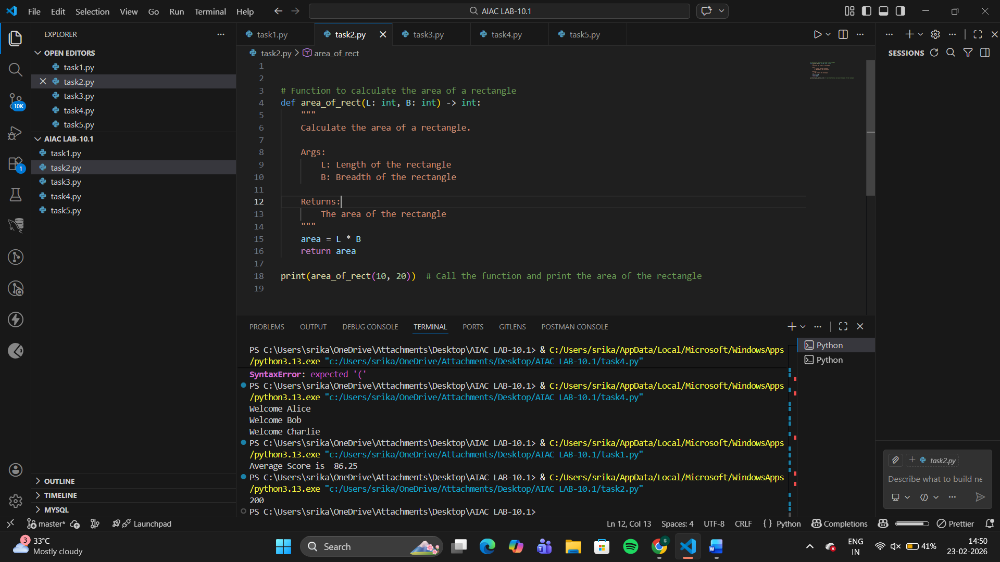 File Edit Selection View Go Run Terminal Help
AIAC LAB-10.1
EXPLORER
OPEN EDITORS
task1.py
task2.py
task3.py
task4.py
task5.py
AIAC LAB-10.1
task1.py
task2.py
task3.py
task4.py
task5.py
OUTLINE
TIMELINE
MYSQL
10K
1
task1.py task2.py task3.py task4.py task5.py
task2.py > area_of_rect
1
2
3 # Function to calculate the area of a rectangle
4 def area_of_rect(L: int, B: int) -> int:
5 """
6 Calculate the area of a rectangle.
7
8 Args:
9 L: Length of the rectangle
10 B: Breadth of the rectangle
11
12 Returns:
13 The area of the rectangle
14 """
15 area = L * B
16 return area
17
18 print(area_of_rect(10, 20))  # Call the function and print the area of the rectangle
19
PROBLEMS OUTPUT DEBUG CONSOLE TERMINAL PORTS GITLENS POSTMAN CONSOLE
PS C:\Users\srika\OneDrive\Attachments\Desktop\AIAC LAB-10.1> & C:/Users/srika/AppData/Local/Microsoft/WindowsApps
/python3.13.exe "c:/Users/srika/OneDrive/Attachments/Desktop/AIAC LAB-10.1/task4.py"
SyntaxError: expected '('
PS C:\Users\srika\OneDrive\Attachments\Desktop\AIAC LAB-10.1> & C:/Users/srika/AppData/Local/Microsoft/WindowsApps
/python3.13.exe "c:/Users/srika/OneDrive/Attachments/Desktop/AIAC LAB-10.1/task4.py"
Welcome Alice
Welcome Bob
Welcome Charlie
PS C:\Users\srika\OneDrive\Attachments\Desktop\AIAC LAB-10.1> & C:/Users/srika/AppData/Local/Microsoft/WindowsApps
/python3.13.exe "c:/Users/srika/OneDrive/Attachments/Desktop/AIAC LAB-10.1/task1.py"
Average Score is  86.25
PS C:\Users\srika\OneDrive\Attachments\Desktop\AIAC LAB-10.1> & C:/Users/srika/AppData/Local/Microsoft/WindowsApps
/python3.13.exe "c:/Users/srika/OneDrive/Attachments/Desktop/AIAC LAB-10.1/task2.py"
200
PS C:\Users\srika\OneDrive\Attachments\Desktop\AIAC LAB-10.1>
Python
Python
SESSIONS
task2.py
Describe what to build ne
master* Launchpad Ln 12, Col 13 Spaces: 4 UTF-8 CRLF { } Python Completions Prettier
3 33°C
Mostly cloudy
Search
ENG
IN
41%
14:50
23-02-2026